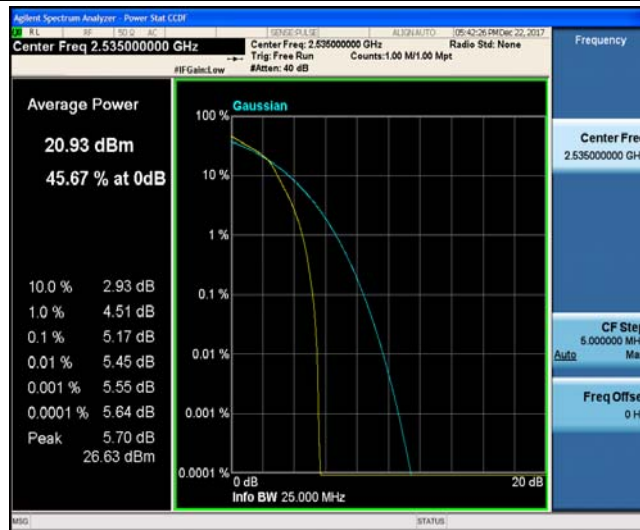 Agilent Spectrum Analyzer - Power Stat CCDF
RL RF 50 Ω AC SENSE:PULSE ALIGN AUTO 05:42:26 PM Dec 22, 2017
Center Freq 2.535000000 GHz
Center Freq: 2.535000000 GHz Radio Std: None
Trig: Free Run Counts:1.00 M/1.00 Mpt
#IFGain:Low #Atten: 40 dB
Frequency
Average Power
20.93 dBm
45.67 % at 0dB
10.0 % 2.93 dB
1.0 % 4.51 dB
0.1 % 5.17 dB
0.01 % 5.45 dB
0.001 % 5.55 dB
0.0001 % 5.64 dB
Peak 5.70 dB
26.63 dBm
Gaussian
100 %
10 %
1 %
0.1 %
0.01 %
0.001 %
0.0001 %
0 dB 20 dB
Info BW 25.000 MHz
Center Fre
2.535000000 GH
CF Step
5.000000 MH
Auto Ma
Freq Offse
0 H
MSG STATUS